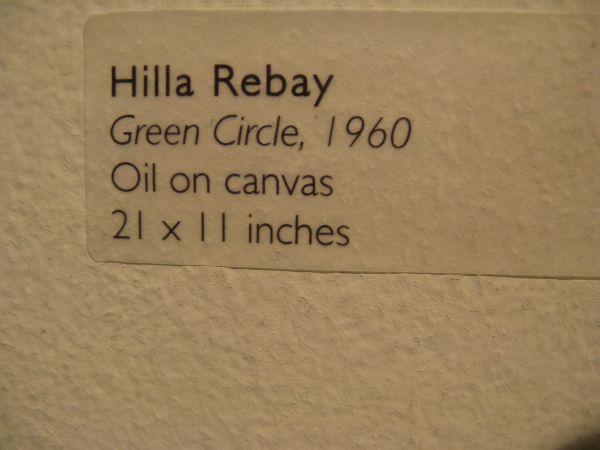 Hilla Rebay
Green Circle, 1960
Oil on canvas
21 x 11 inches